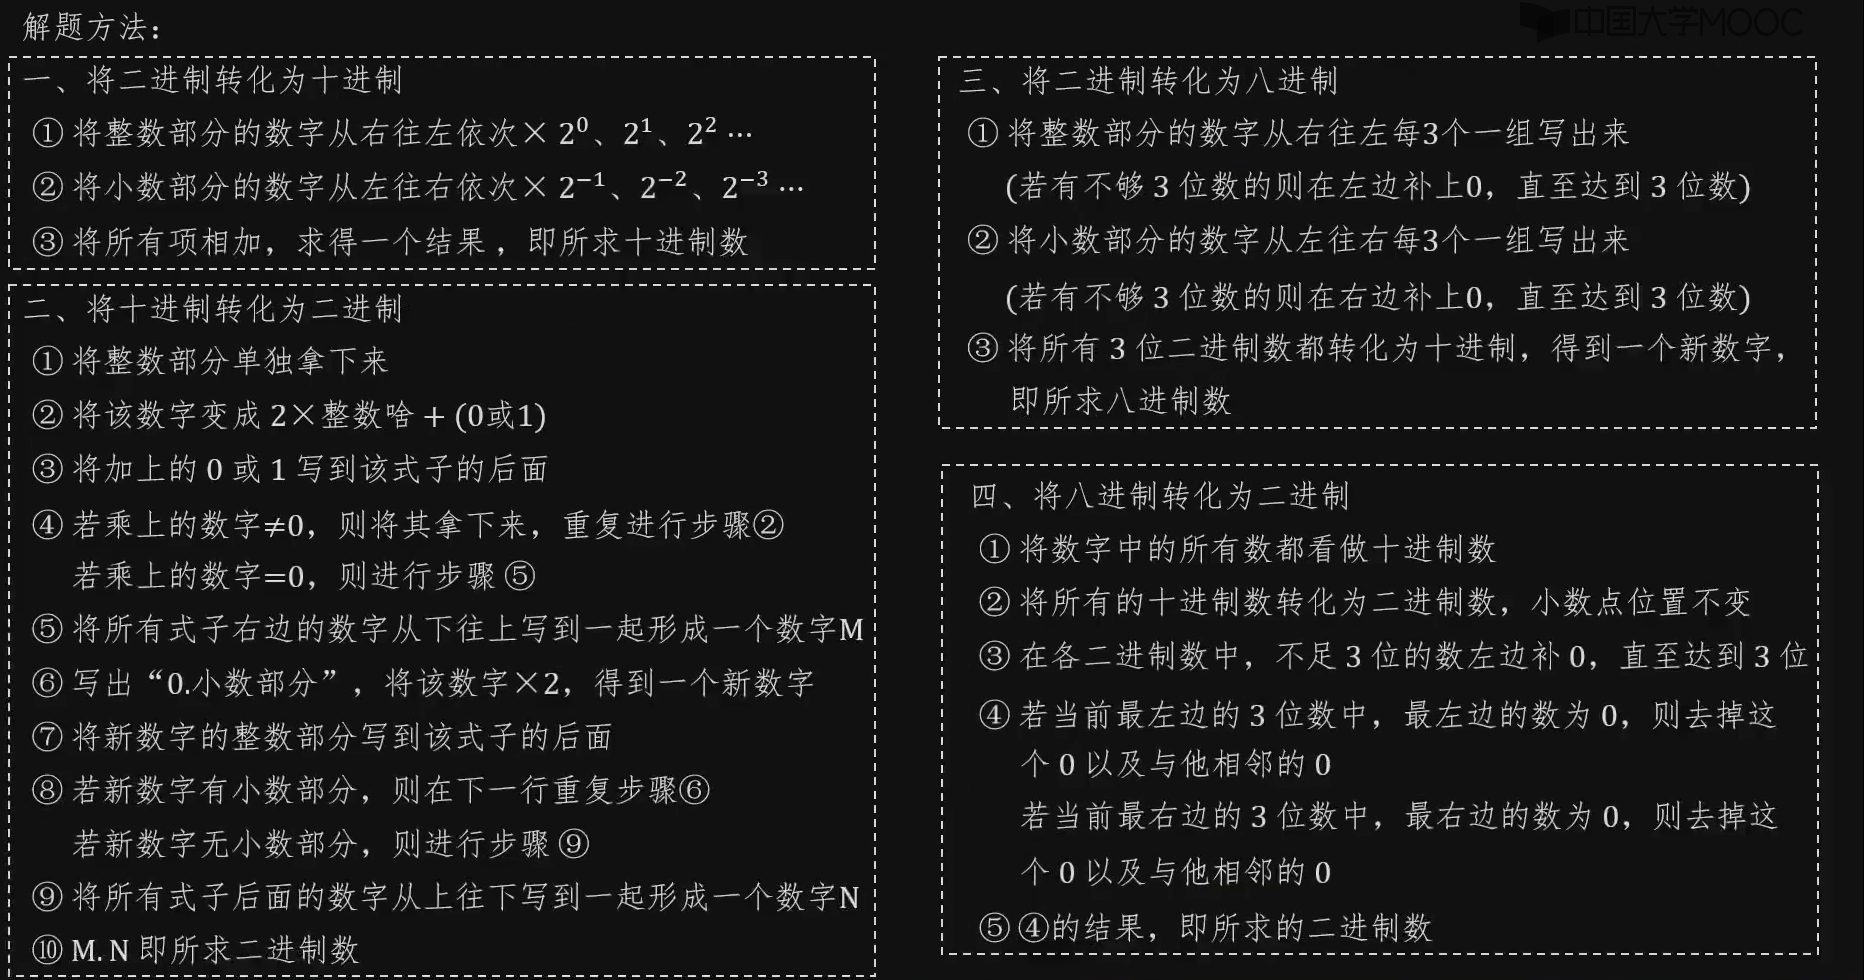 解题方法：
中国大学MOOC
一、将二进制转化为十进制
① 将整数部分的数字从右往左依次× 2⁰、2¹、2² ⋯
② 将小数部分的数字从左往右依次× 2⁻¹、2⁻²、2⁻³ ⋯
③ 将所有项相加，求得一个结果，即所求十进制数
二、将十进制转化为二进制
① 将整数部分单独拿下来
② 将该数字变成 2×整数啥 + (0或1)
③ 将加上的 0 或 1 写到该式子的后面
④ 若乘上的数字≠0，则将其拿下来，重复进行步骤②
若乘上的数字=0，则进行步骤 ⑤
⑤ 将所有式子右边的数字从下往上写到一起形成一个数字M
⑥ 写出“0.小数部分”，将该数字×2，得到一个新数字
⑦ 将新数字的整数部分写到该式子的后面
⑧ 若新数字有小数部分，则在下一行重复步骤⑥
若新数字无小数部分，则进行步骤 ⑨
⑨ 将所有式子后面的数字从上往下写到一起形成一个数字N
⑩ M. N 即所求二进制数
三、将二进制转化为八进制
① 将整数部分的数字从右往左每3个一组写出来
(若有不够 3 位数的则在左边补上0，直至达到 3 位数)
② 将小数部分的数字从左往右每3个一组写出来
(若有不够 3 位数的则在右边补上0，直至达到 3 位数)
③ 将所有 3 位二进制数都转化为十进制，得到一个新数字，
即所求八进制数
四、将八进制转化为二进制
① 将数字中的所有数都看做十进制数
② 将所有的十进制数转化为二进制数，小数点位置不变
③ 在各二进制数中，不足 3 位的数左边补 0，直至达到 3 位
④ 若当前最左边的 3 位数中，最左边的数为 0，则去掉这
个 0 以及与他相邻的 0
若当前最右边的 3 位数中，最右边的数为 0，则去掉这
个 0 以及与他相邻的 0
⑤ ④的结果，即所求的二进制数